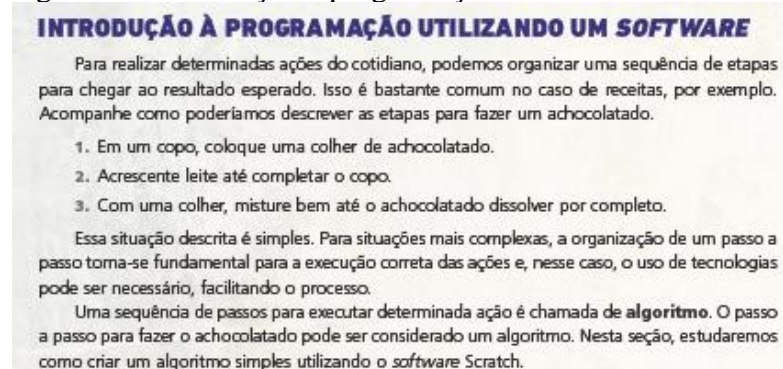 INTRODUÇÃO À PROGRAMAÇÃO UTILIZANDO UM SOFTWARE
Para realizar determinadas ações do cotidiano, podemos organizar uma sequência de etapas
para chegar ao resultado esperado. Isso é bastante comum no caso de receitas, por exemplo.
Acompanhe como poderíamos descrever as etapas para fazer um achocolatado.
1. Em um copo, coloque uma colher de achocolatado.
2. Acrescente leite até completar o copo.
3. Com uma colher, misture bem até o achocolatado dissolver por completo.
Essa situação descrita é simples. Para situações mais complexas, a organização de um passo a
passo torna-se fundamental para a execução correta das ações e, nesse caso, o uso de tecnologias
pode ser necessário, facilitando o processo.
Uma sequência de passos para executar determinada ação é chamada de algoritmo. O passo
a passo para fazer o achocolatado pode ser considerado um algoritmo. Nesta seção, estudaremos
como criar um algoritmo simples utilizando o software Scratch.